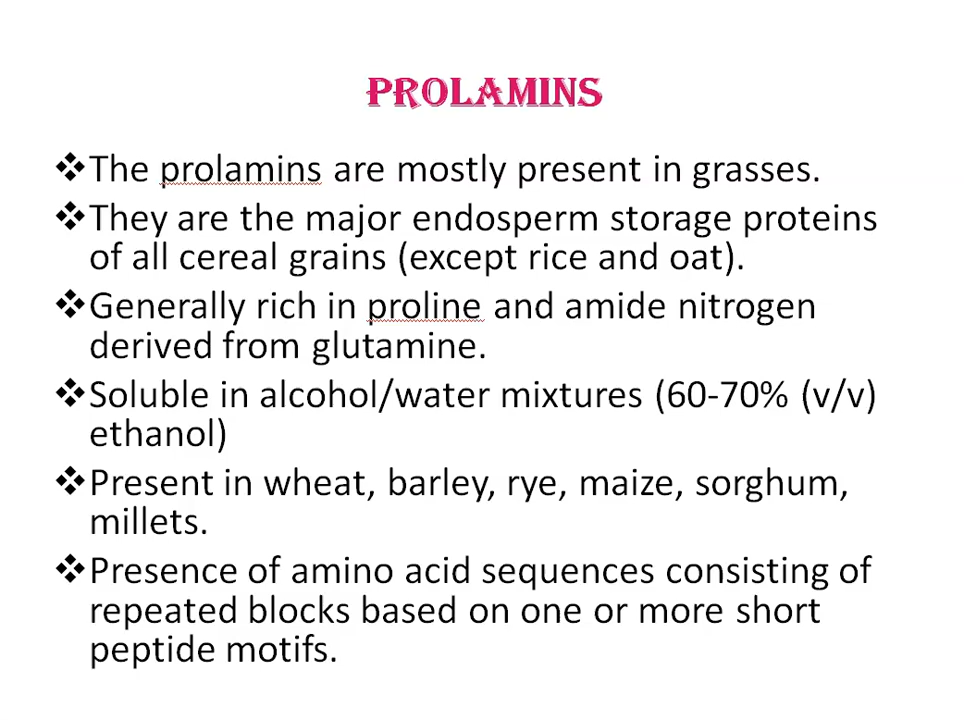 PROLAMINS
❖The prolamins are mostly present in grasses.
❖They are the major endosperm storage proteins
of all cereal grains (except rice and oat).
❖Generally rich in proline and amide nitrogen
derived from glutamine.
❖Soluble in alcohol/water mixtures (60-70% (v/v)
ethanol)
❖Present in wheat, barley, rye, maize, sorghum,
millets.
❖Presence of amino acid sequences consisting of
repeated blocks based on one or more short
peptide motifs.